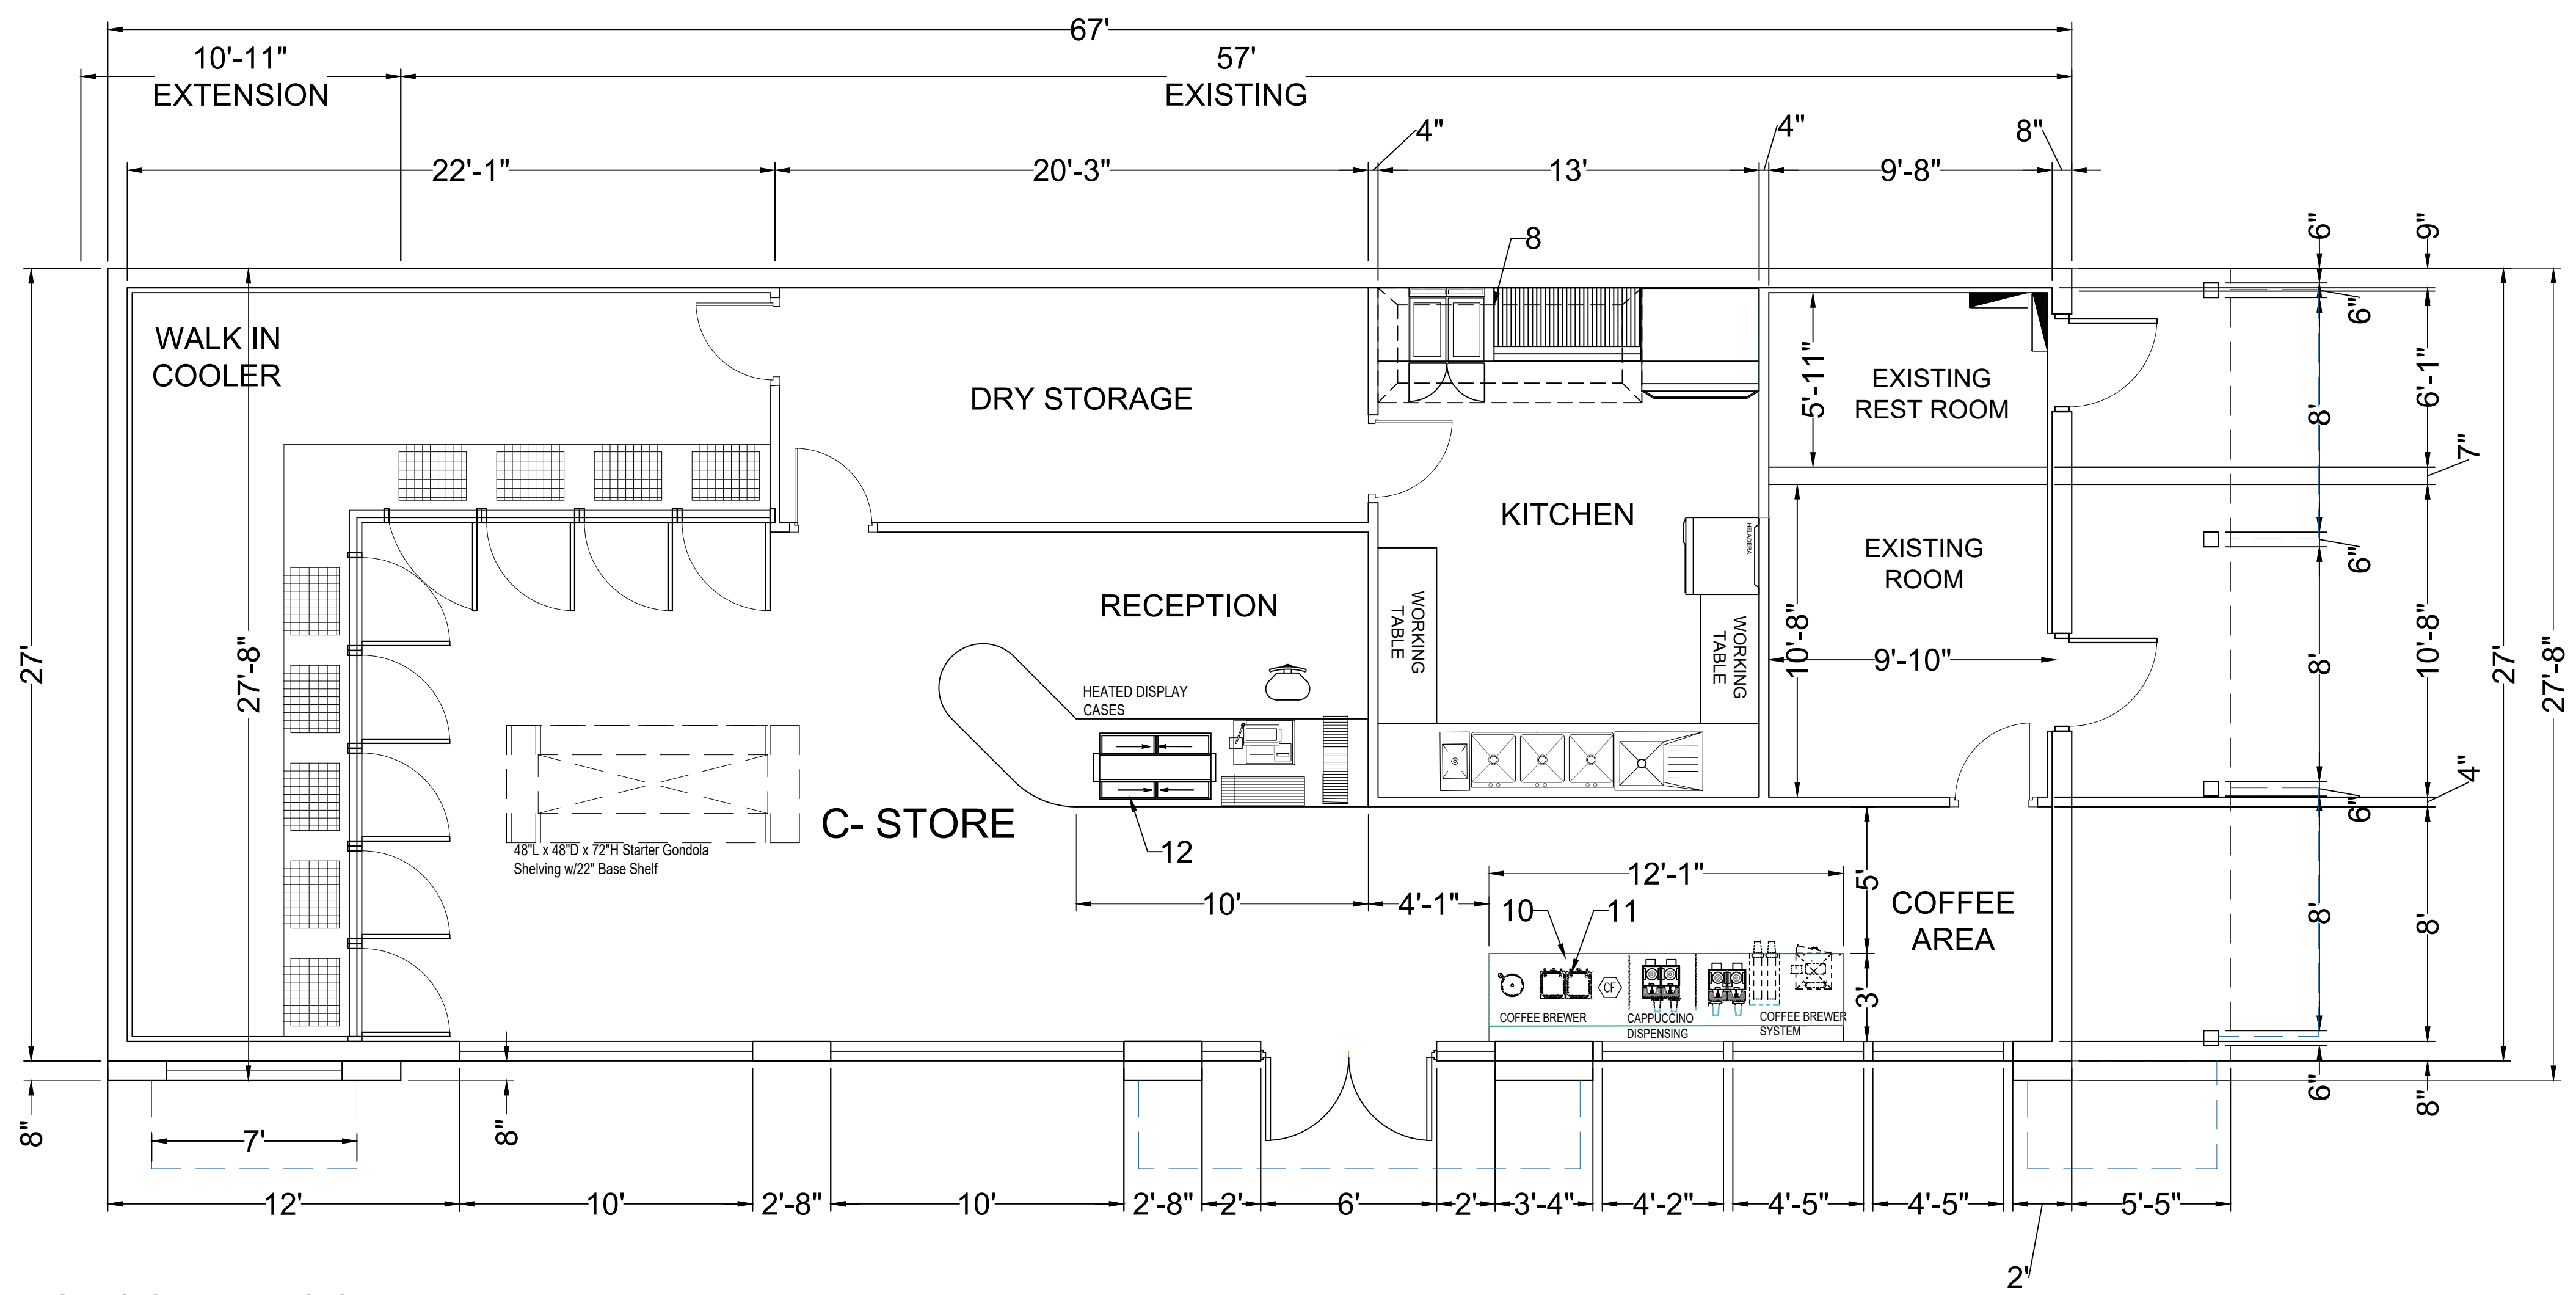 67'
10'-11"
57'
EXTENSION
EXISTING
4"
4"
8"
22'-1"
20'-3"
13'
9'-8"
8
6"
9"
6"
WALK IN
COOLER
DRY STORAGE
5'-11"
EXISTING
REST ROOM
8'
6'-1"
7"
KITCHEN
HELADERA
EXISTING
ROOM
6"
RECEPTION
WORKING
TABLE
WORKING
TABLE
10'-8"
9'-10"
27'
27'-8"
8'
10'-8"
27'
27'-8"
HEATED DISPLAY
CASES
4"
6"
C- STORE
48"L x 48"D x 72"H Starter Gondola
Shelving w/22" Base Shelf
12
12'-1"
5'
10'
4'-1"
10
11
COFFEE
AREA
8'
8'
CF
3'
COFFEE BREWER
CAPPUCCINO
DISPENSING
COFFEE BREWER
SYSTEM
8"
7'
8"
6"
8"
12'
10'
2'-8"
10'
2'-8"
2'
6'
2'
3'-4"
4'-2"
4'-5"
4'-5"
5'-5"
2'